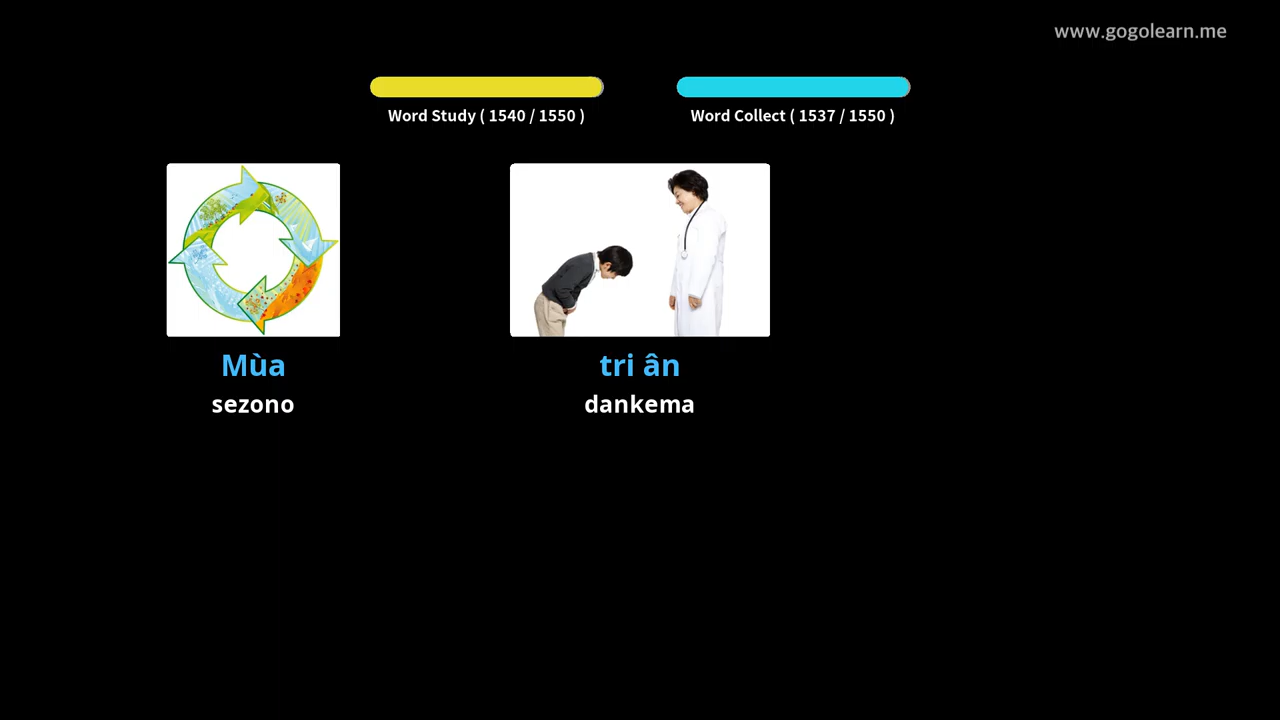 www.gogolearn.me
Word Study ( 1540 / 1550 )
Word Collect ( 1537 / 1550 )
Mùa
sezono
tri ân
dankema